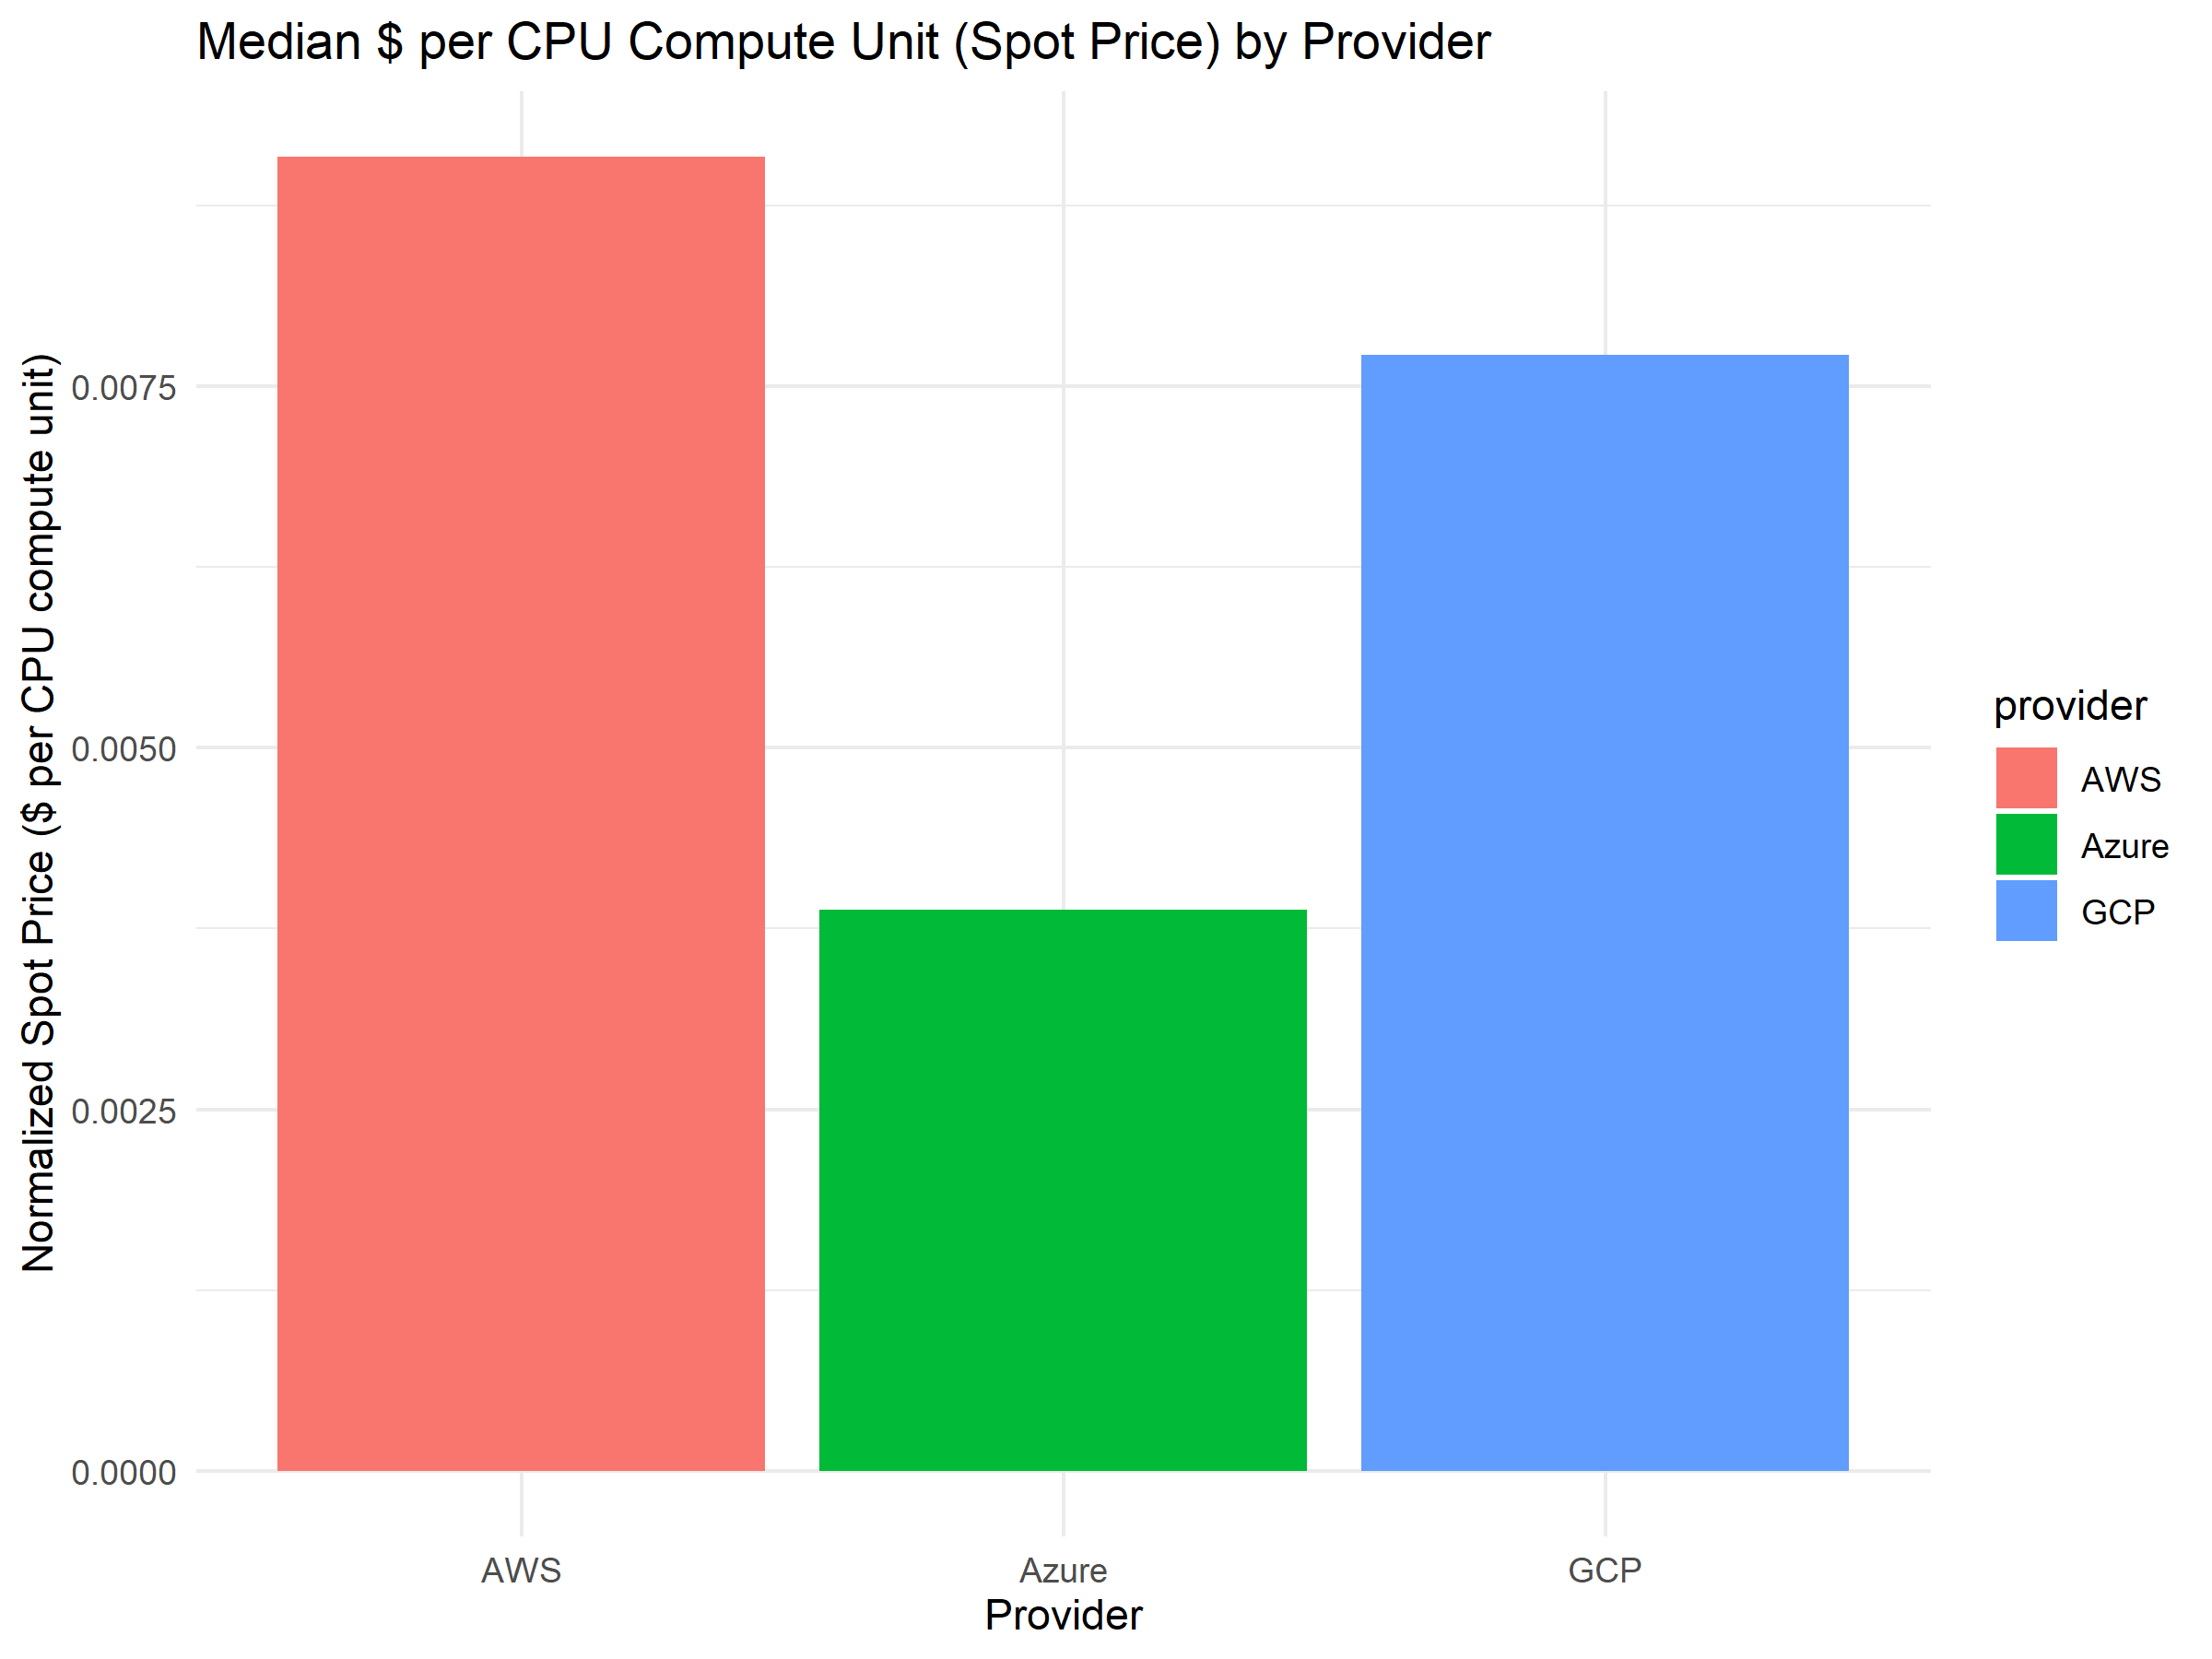 Median $ per CPU Compute Unit (Spot Price) by Provider
Normalized Spot Price ($ per CPU compute unit)
0.0075
0.0050
0.0025
0.0000
AWS
Azure
GCP
Provider
provider
AWS
Azure
GCP